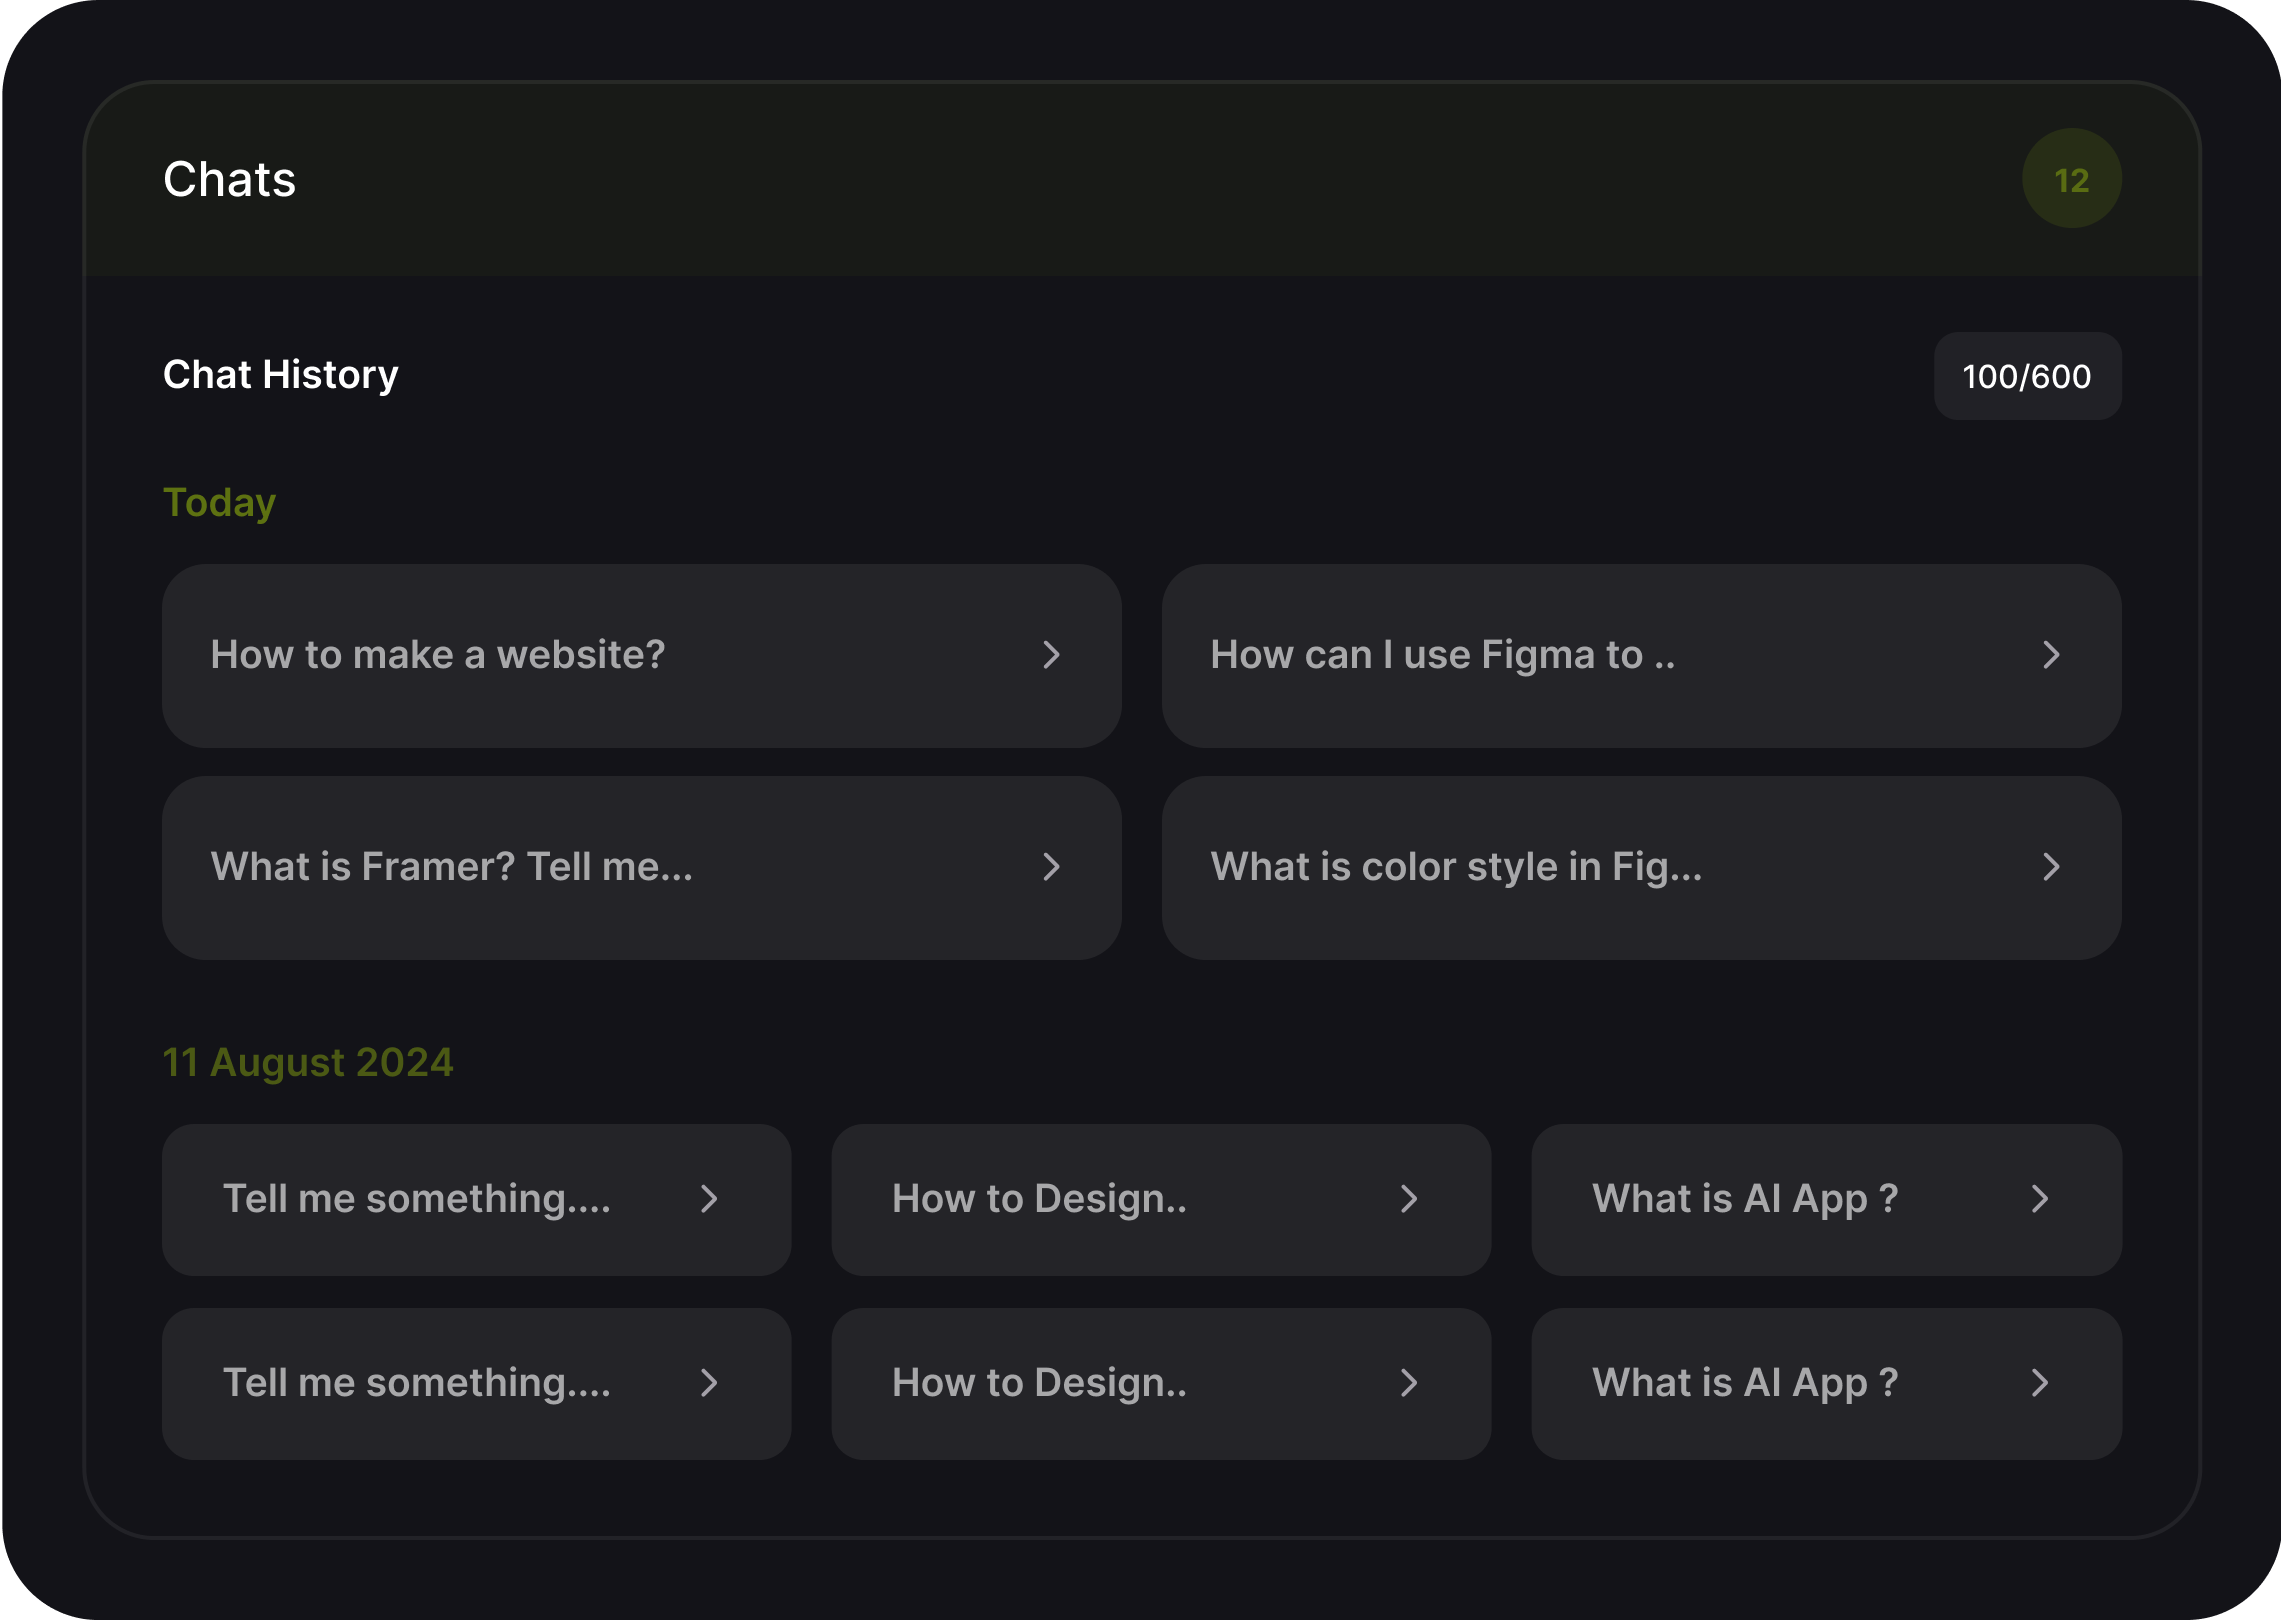 Chats
12
Chat History
100/600
Today
How to make a website?
How can I use Figma to ..
What is Framer? Tell me...
What is color style in Fig...
11 August 2024
Tell me something....
How to Design..
What is AI App ?
Tell me something....
How to Design..
What is AI App ?